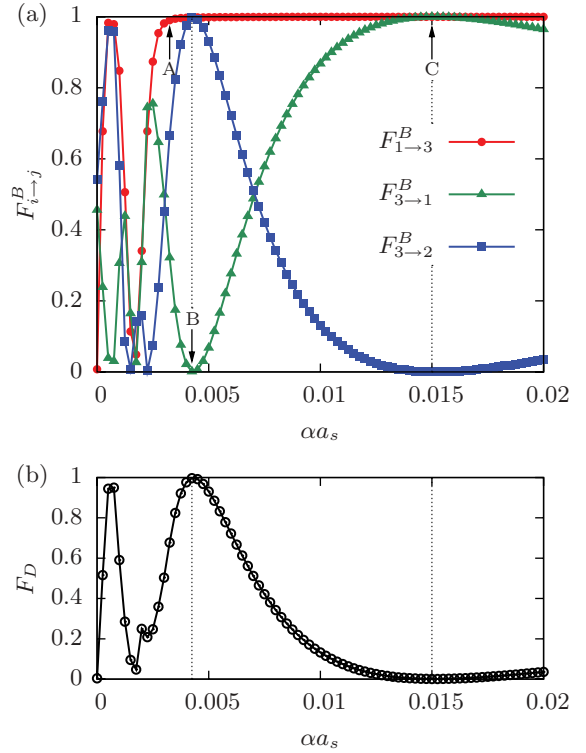 (a)
1
0.8
0.6
0.4
0.2
0
F^B_{i→j}
A
B
C
F^B_{1→3}
F^B_{3→1}
F^B_{3→2}
0 0.005 0.01 0.015 0.02
αa_s
(b)
1
0.8
0.6
0.4
0.2
0
F_D
0 0.005 0.01 0.015 0.02
αa_s